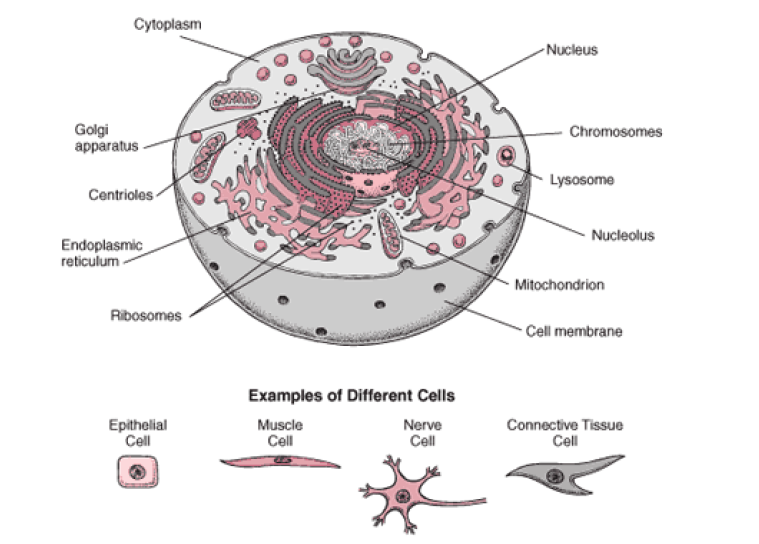 Cytoplasm
Nucleus
Golgi
apparatus
Chromosomes
Centrioles
Lysosome
Endoplasmic
reticulum
Nucleolus
Ribosomes
Mitochondrion
Cell membrane
Examples of Different Cells
Epithelial
Cell
Muscle
Cell
Nerve
Cell
Connective Tissue
Cell